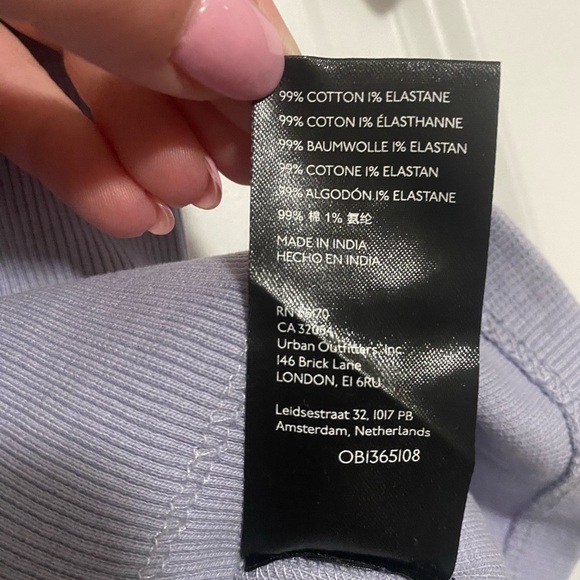 99% COTTON 1% ELASTANE
99% COTON 1% ÉLASTHANNE
99% BAUMWOLLE 1% ELASTAN
99% COTONE 1% ELASTAN
99% ALGODÓN 1% ELASTANE
99% 棉 1% 氨纶
MADE IN INDIA
HECHO EN INDIA
RN
CA 32084
Urban Outfitters, Inc
146 Brick Lane
LONDON, E1 6RU
Leidsestraat 32, 1017 PB
Amsterdam, Netherlands
OB1365108